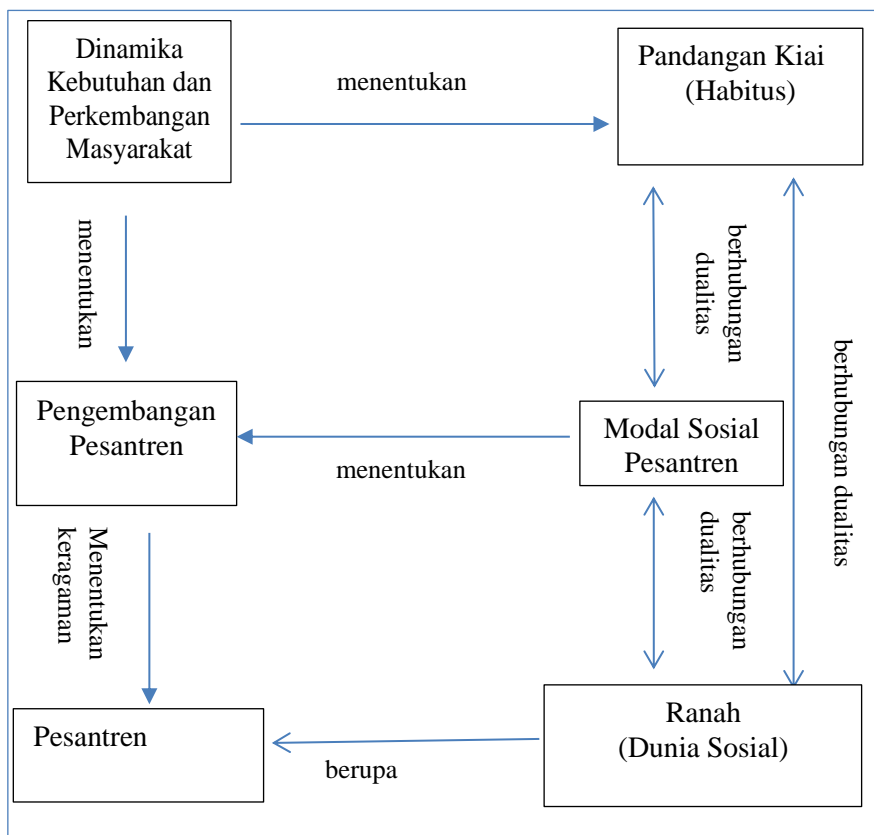 Dinamika
Kebutuhan dan
Perkembangan
Masyarakat
menentukan
Pandangan Kiai
(Habitus)
menentukan
berhubungan
dualitas
berhubungan dualitas
Pengembangan
Pesantren
menentukan
Modal Sosial
Pesantren
Menentukan
keragaman
berhubungan
dualitas
Pesantren
berupa
Ranah
(Dunia Sosial)